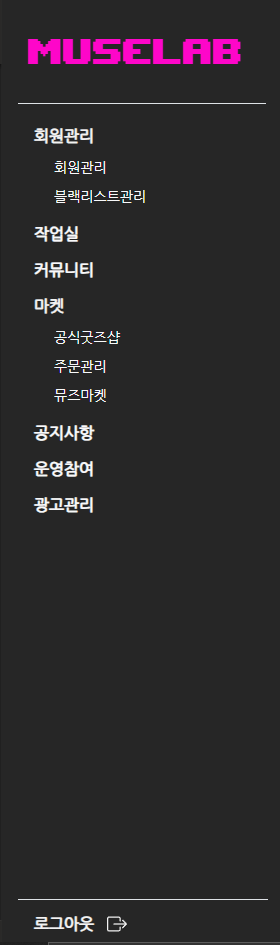 MUSELAB
회원관리
회원관리
블랙리스트관리
작업실
커뮤니티
마켓
공식굿즈샵
주문관리
뮤즈마켓
공지사항
운영참여
광고관리
로그아웃